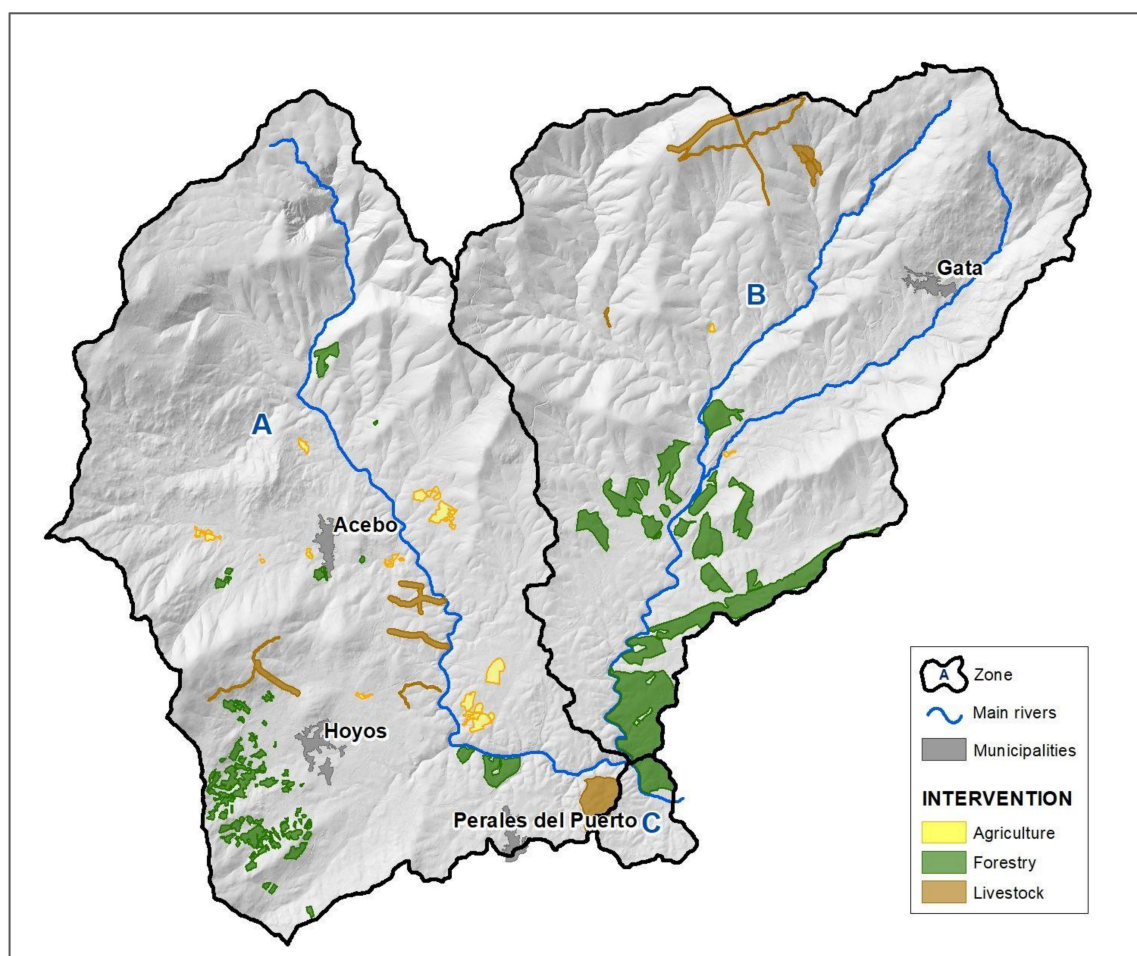 Gata
B
A
Acebo
Hoyos
Perales del Puerto
C
A Zone
Main rivers
Municipalities
INTERVENTION
Agriculture
Forestry
Livestock